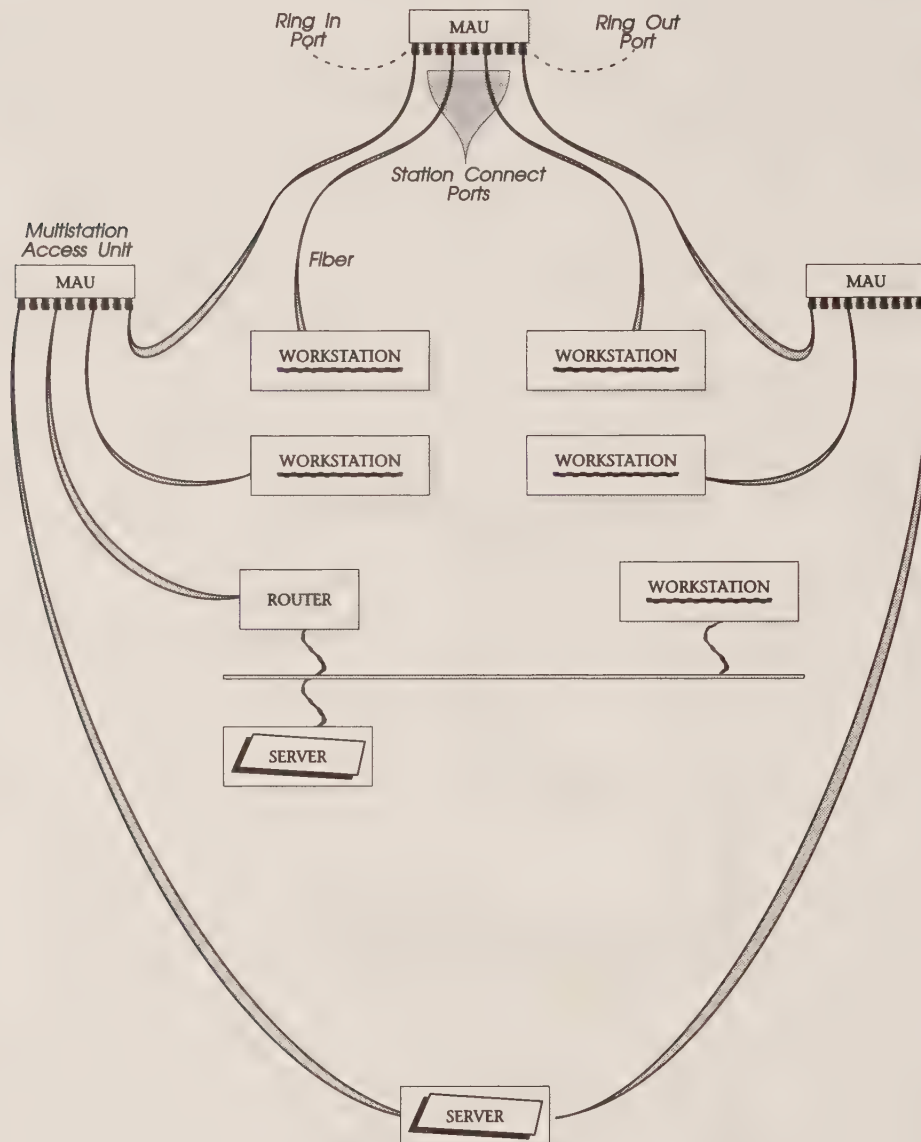 Ring In
Port
MAU
Ring Out
Port
Station Connect
Ports
Multistation
Access Unit
MAU
Fiber
MAU
WORKSTATION
WORKSTATION
WORKSTATION
WORKSTATION
ROUTER
WORKSTATION
SERVER
SERVER